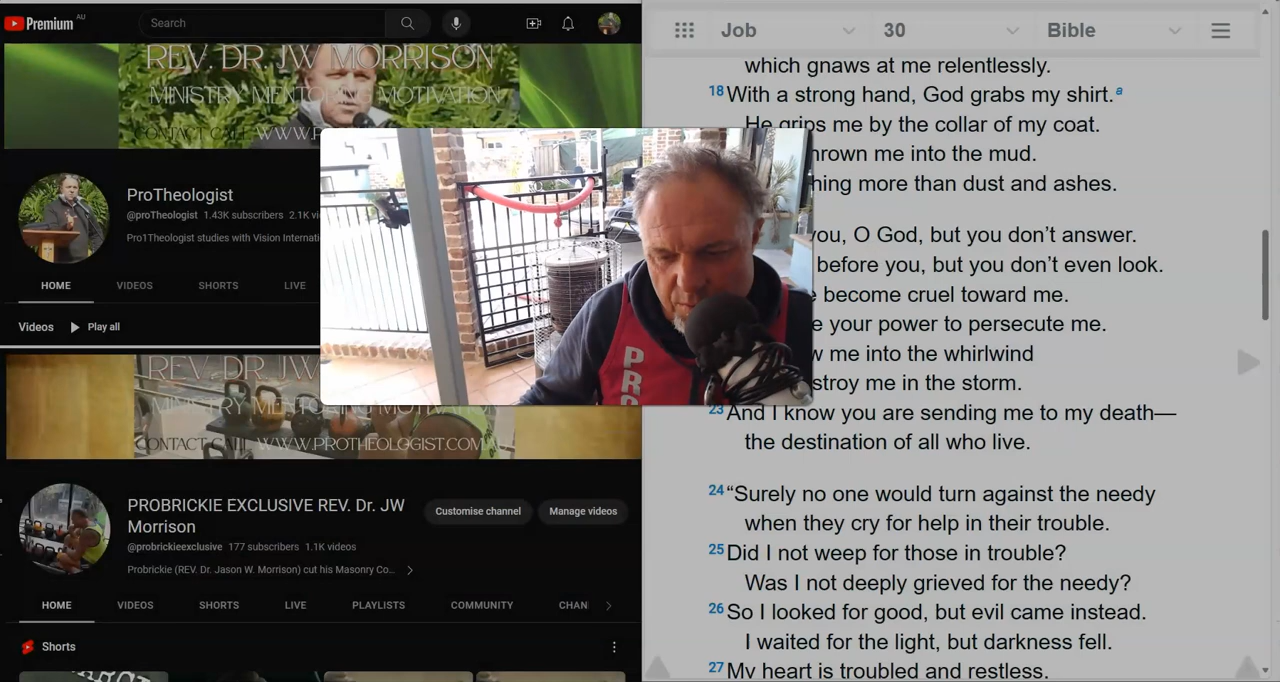 Premium AU
Search
REV. DR. JW MORRISON
MINISTRY MENTORING MOTIVATION
CONTACT CALL WWW.P
ProTheologist
@proTheologist 1.43K subscribers 2.1K vi
Pro1Theologist studies with Vision Internati
HOME VIDEOS SHORTS LIVE
Videos Play all
REV. DR. JW
MINISTRY MENTORING MOTIVATION
CONTACT CALL WWW.PROTHEOLOGIST.COM.AU
PROBRICKIE EXCLUSIVE REV. Dr. JW
Morrison
Customise channel
Manage videos
@probrickieexclusive 177 subscribers 1.1K videos
Probrickie (REV. Dr. Jason W. Morrison) cut his Masonry Co...
HOME VIDEOS SHORTS LIVE PLAYLISTS COMMUNITY CHAN
Shorts
PRO
Job 30 Bible
which gnaws at me relentlessly.
18 With a strong hand, God grabs my shirt.a
He grips me by the collar of my coat.
hrown me into the mud.
hing more than dust and ashes.
you, O God, but you don’t answer.
before you, but you don’t even look.
e become cruel toward me.
e your power to persecute me.
w me into the whirlwind
stroy me in the storm.
23 And I know you are sending me to my death—
the destination of all who live.
24 “Surely no one would turn against the needy
when they cry for help in their trouble.
25 Did I not weep for those in trouble?
Was I not deeply grieved for the needy?
26 So I looked for good, but evil came instead.
I waited for the light, but darkness fell.
27 My heart is troubled and restless.